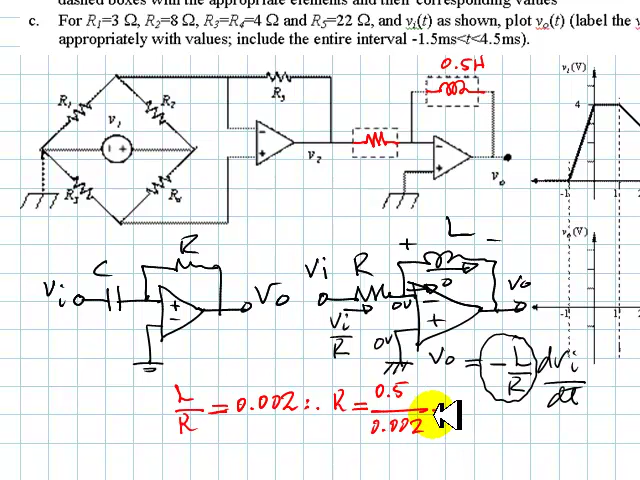 dashed boxes with the appropriate elements and their corresponding values
c. For R1=3 Ω, R2=8 Ω, R3=R4=4 Ω and R5=22 Ω, and vi(t) as shown, plot vo(t) (label the y
appropriately with values; include the entire interval -1.5ms<t<4.5ms).
0.5H
v1(V)
R1
R2
R5
4
v1
v2
vo
R3
-1
1
vo(V)
R
L
+
-
C
Vi
R
Vi
Vo
Vo
0
0V
Vi/R
0V
-1
1
Vo = -L/R dvi/dt
L/R = 0.002 ∴ R = 0.5/0.002